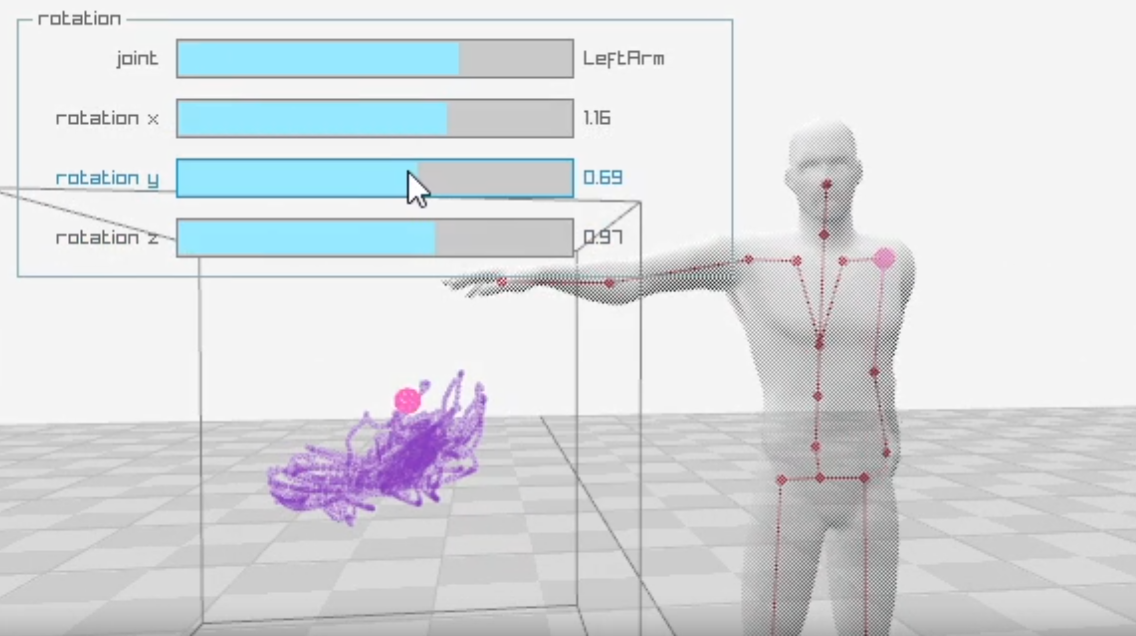 rotation
joint LeftArm
rotation x 1.16
rotation y 0.69
rotation z 0.97